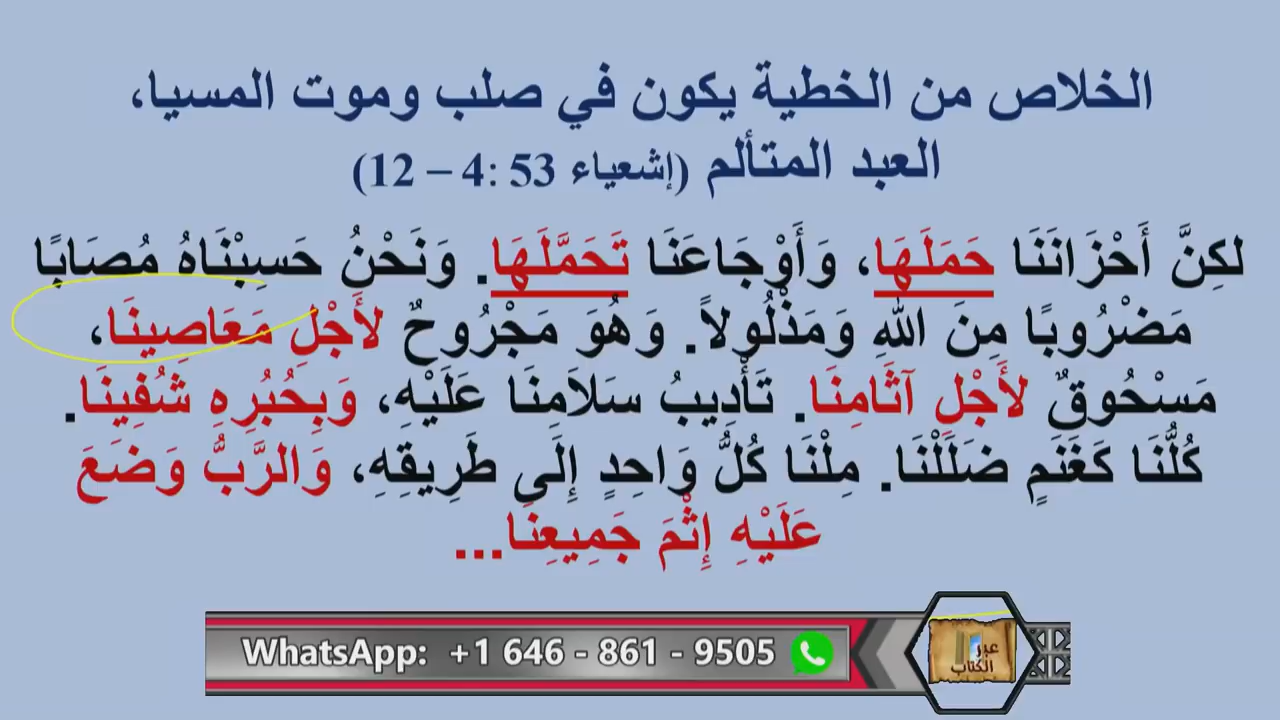 الخلاص من الخطية يكون في صلب وموت المسيا،
العبد المتألم (إشعياء 53 :4 – 12)
لكِنَّ أَحْزَانَنَا حَمَلَهَا، وَأَوْجَاعَنَا تَحَمَّلَهَا. وَنَحْنُ حَسِبْنَاهُ مُصَابًا
مَضْرُوبًا مِنَ اللهِ وَمَذْلُولاً. وَهُوَ مَجْرُوحٌ لأَجْلِ مَعَاصِينَا،
مَسْحُوقٌ لأَجْلِ آثَامِنَا. تَأْدِيبُ سَلاَمِنَا عَلَيْهِ، وَبِحُبُرِهِ شُفِينَا.
كُلُّنَا كَغَنَمٍ ضَلَلْنَا. مِلْنَا كُلُّ وَاحِدٍ إِلَى طَرِيقِهِ، وَالرَّبُّ وَضَعَ
عَلَيْهِ إِثْمَ جَمِيعِنَا...
WhatsApp: +1 646 - 861 - 9505
عبر
الكتاب